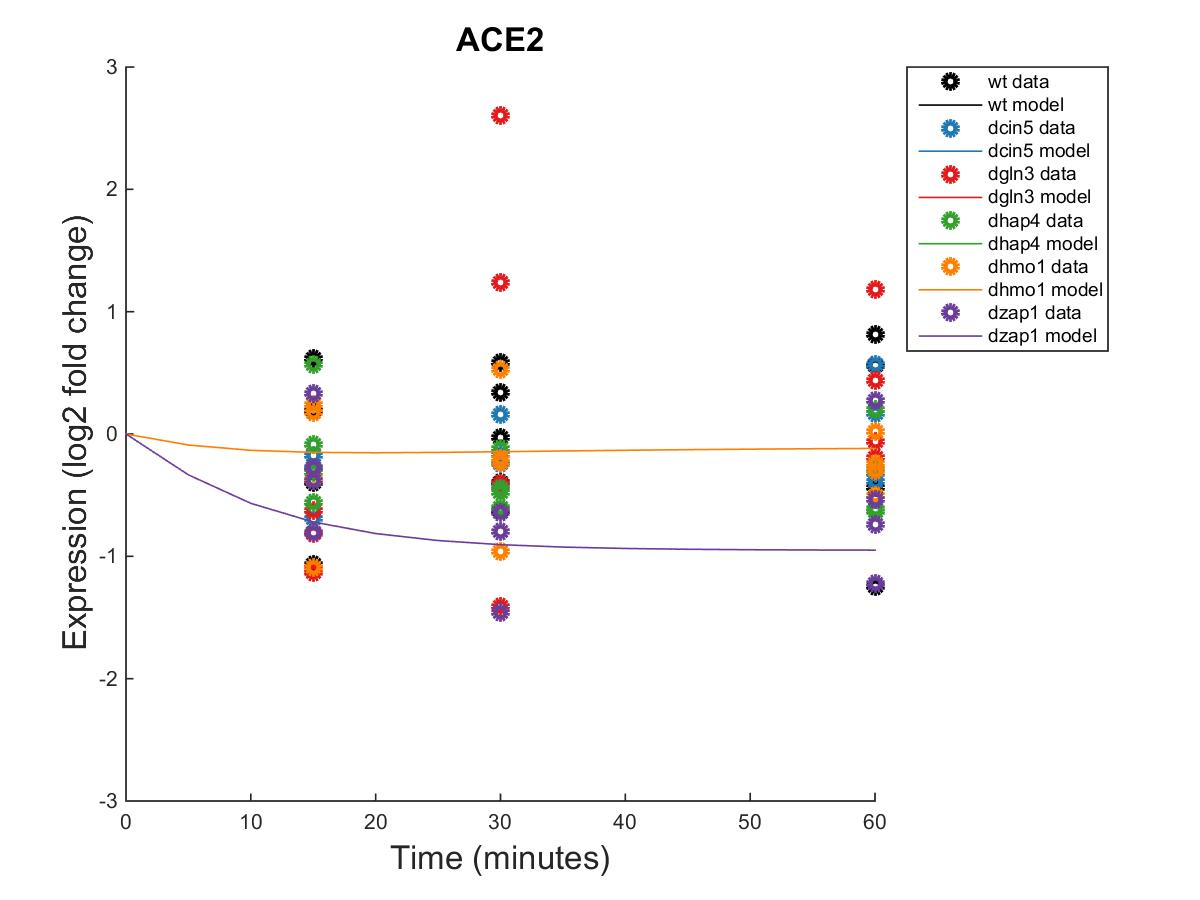 ACE2
Expression (log2 fold change)
3
2
1
0
-1
-2
-3
0 10 20 30 40 50 60
Time (minutes)
wt data
wt model
dcin5 data
dcin5 model
dgln3 data
dgln3 model
dhap4 data
dhap4 model
dhmo1 data
dhmo1 model
dzap1 data
dzap1 model